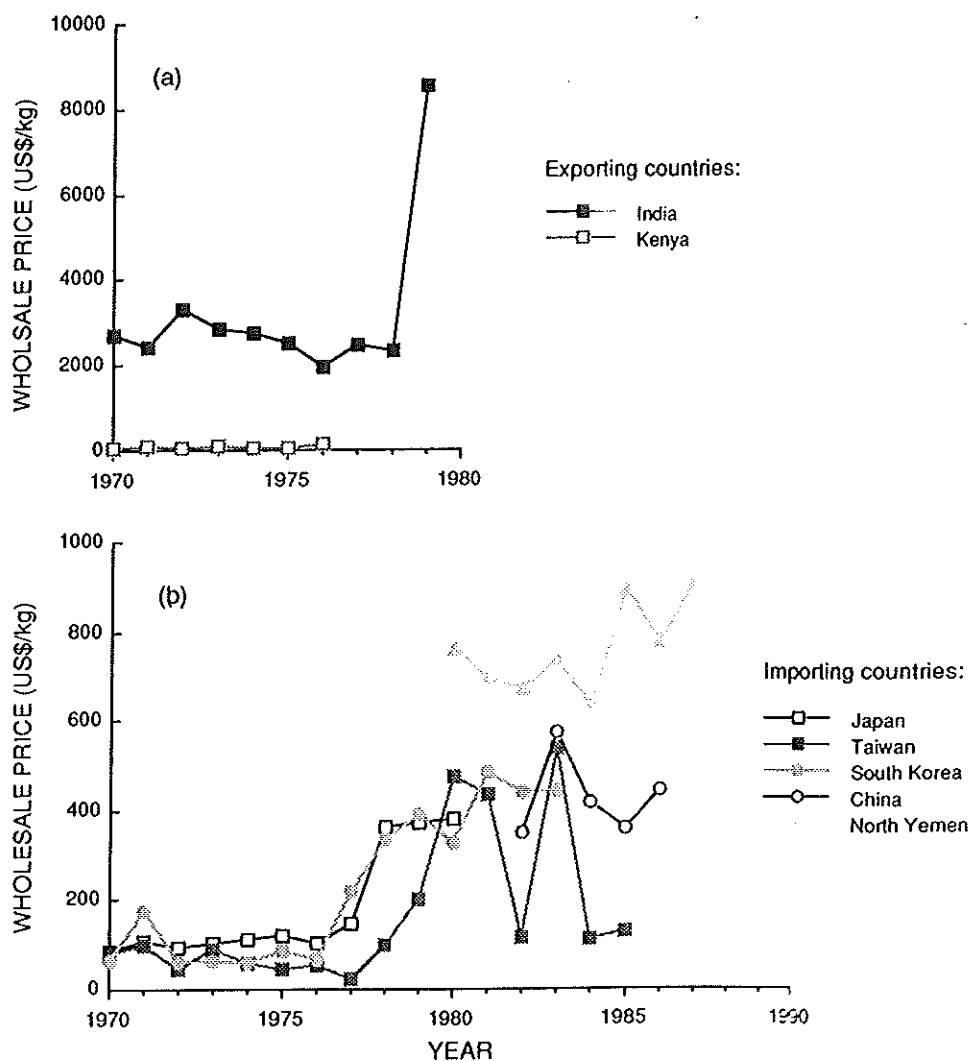 10000
(a)
8000
6000
4000
2000
0
WHOLSALE PRICE (US$/kg)
1970
1975
1980
Exporting countries:
India
Kenya
1000
(b)
800
600
400
200
0
WHOLESALE PRICE (US$/kg)
1970
1975
1980
1985
1990
YEAR
Importing countries:
Japan
Taiwan
South Korea
China
North Yemen